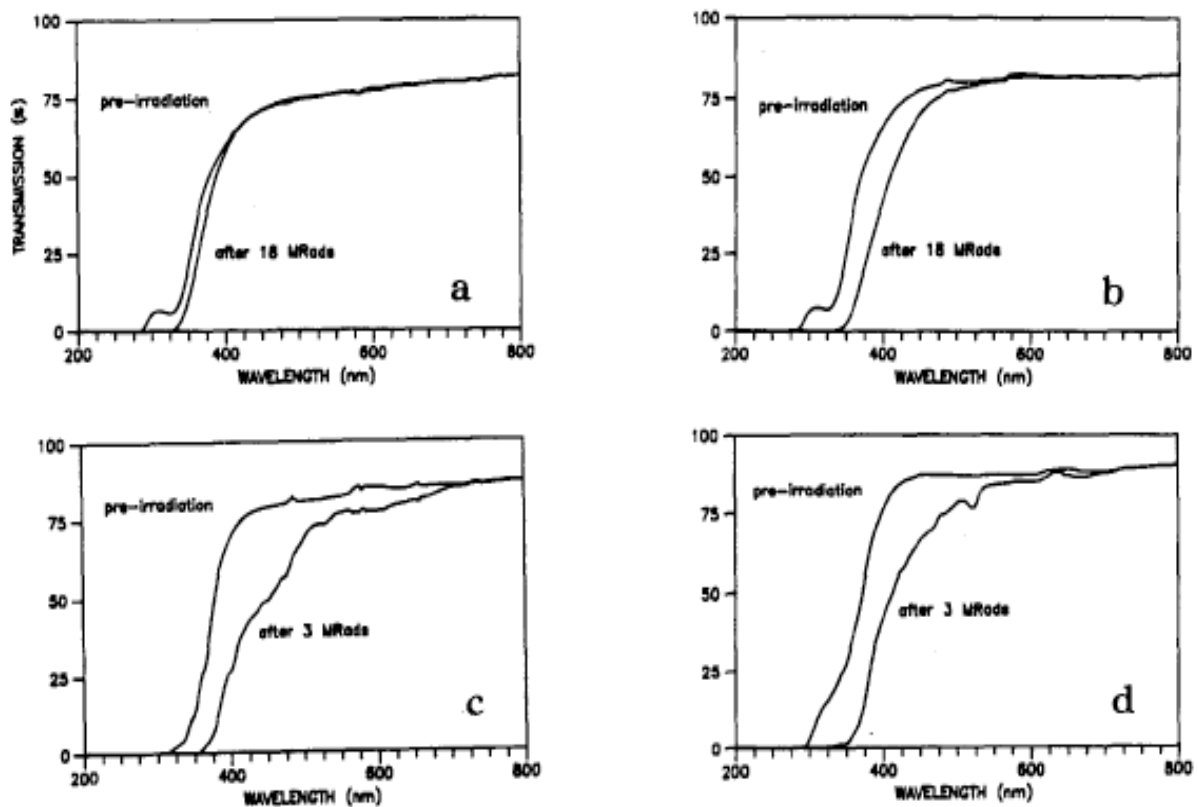 100
75
50
25
0
TRANSMISSION (%)
pre-irradiation
after 18 MRads
a
200 400 600 800
WAVELENGTH (nm)
100
75
50
25
0
pre-irradiation
after 18 MRads
b
200 400 600 800
WAVELENGTH (nm)
100
75
50
25
0
pre-irradiation
after 3 MRads
c
200 400 600 800
WAVELENGTH (nm)
100
75
50
25
0
pre-irradiation
after 3 MRads
d
200 400 600 800
WAVELENGTH (nm)